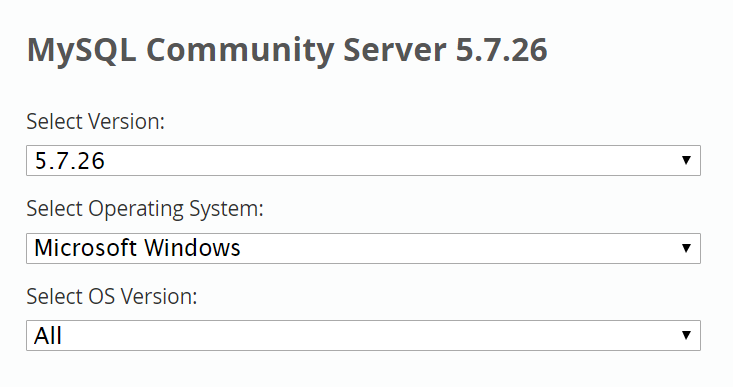 MySQL Community Server 5.7.26
Select Version:
5.7.26
Select Operating System:
Microsoft Windows
Select OS Version:
All